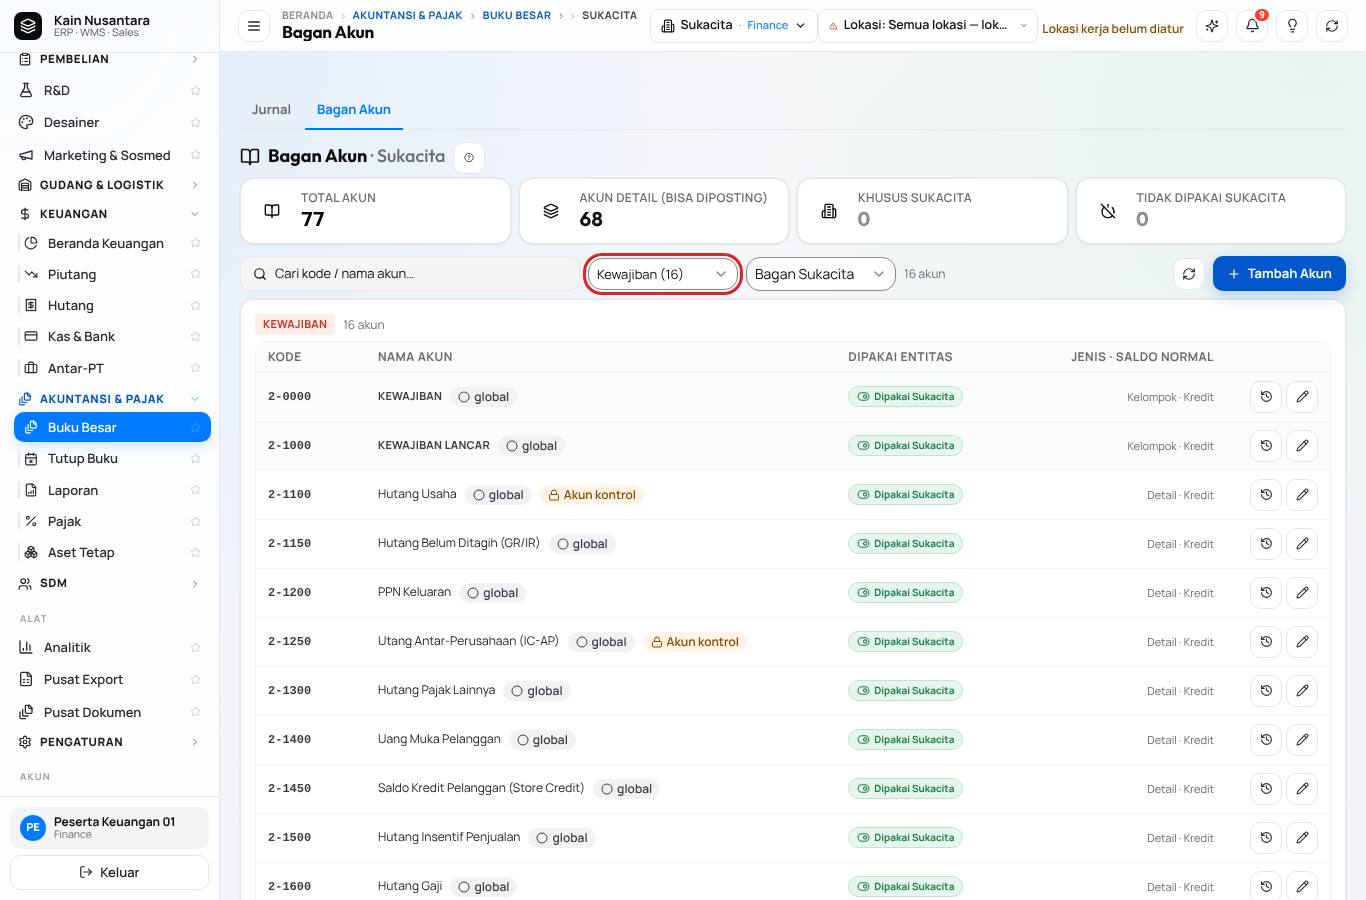 Kain Nusantara
ERP · WMS · Sales
PEMBELIAN
R&D
Desainer
Marketing & Sosmed
GUDANG & LOGISTIK
KEUANGAN
Beranda Keuangan
Piutang
Hutang
Kas & Bank
Antar-PT
AKUNTANSI & PAJAK
Buku Besar
Tutup Buku
Laporan
Pajak
Aset Tetap
SDM
ALAT
Analitik
Pusat Export
Pusat Dokumen
PENGATURAN
AKUN
PE
Peserta Keuangan 01
Finance
Keluar
BERANDA › AKUNTANSI & PAJAK › BUKU BESAR › › SUKACITA
Bagan Akun
Sukacita · Finance
Lokasi: Semua lokasi — lok...
Lokasi kerja belum diatur
9
Jurnal
Bagan Akun
Bagan Akun · Sukacita
TOTAL AKUN
77
AKUN DETAIL (BISA DIPOSTING)
68
KHUSUS SUKACITA
0
TIDAK DIPAKAI SUKACITA
0
Cari kode / nama akun...
Kewajiban (16)
Bagan Sukacita
16 akun
Tambah Akun
KEWAJIBAN 16 akun
KODE NAMA AKUN DIPAKAI ENTITAS JENIS · SALDO NORMAL
2-0000 KEWAJIBAN global Dipakai Sukacita Kelompok · Kredit
2-1000 KEWAJIBAN LANCAR global Dipakai Sukacita Kelompok · Kredit
2-1100 Hutang Usaha global Akun kontrol Dipakai Sukacita Detail · Kredit
2-1150 Hutang Belum Ditagih (GR/IR) global Dipakai Sukacita Detail · Kredit
2-1200 PPN Keluaran global Dipakai Sukacita Detail · Kredit
2-1250 Utang Antar-Perusahaan (IC-AP) global Akun kontrol Dipakai Sukacita Detail · Kredit
2-1300 Hutang Pajak Lainnya global Dipakai Sukacita Detail · Kredit
2-1400 Uang Muka Pelanggan global Dipakai Sukacita Detail · Kredit
2-1450 Saldo Kredit Pelanggan (Store Credit) global Dipakai Sukacita Detail · Kredit
2-1500 Hutang Insentif Penjualan global Dipakai Sukacita Detail · Kredit
2-1600 Hutang Gaji global Dipakai Sukacita Detail · Kredit